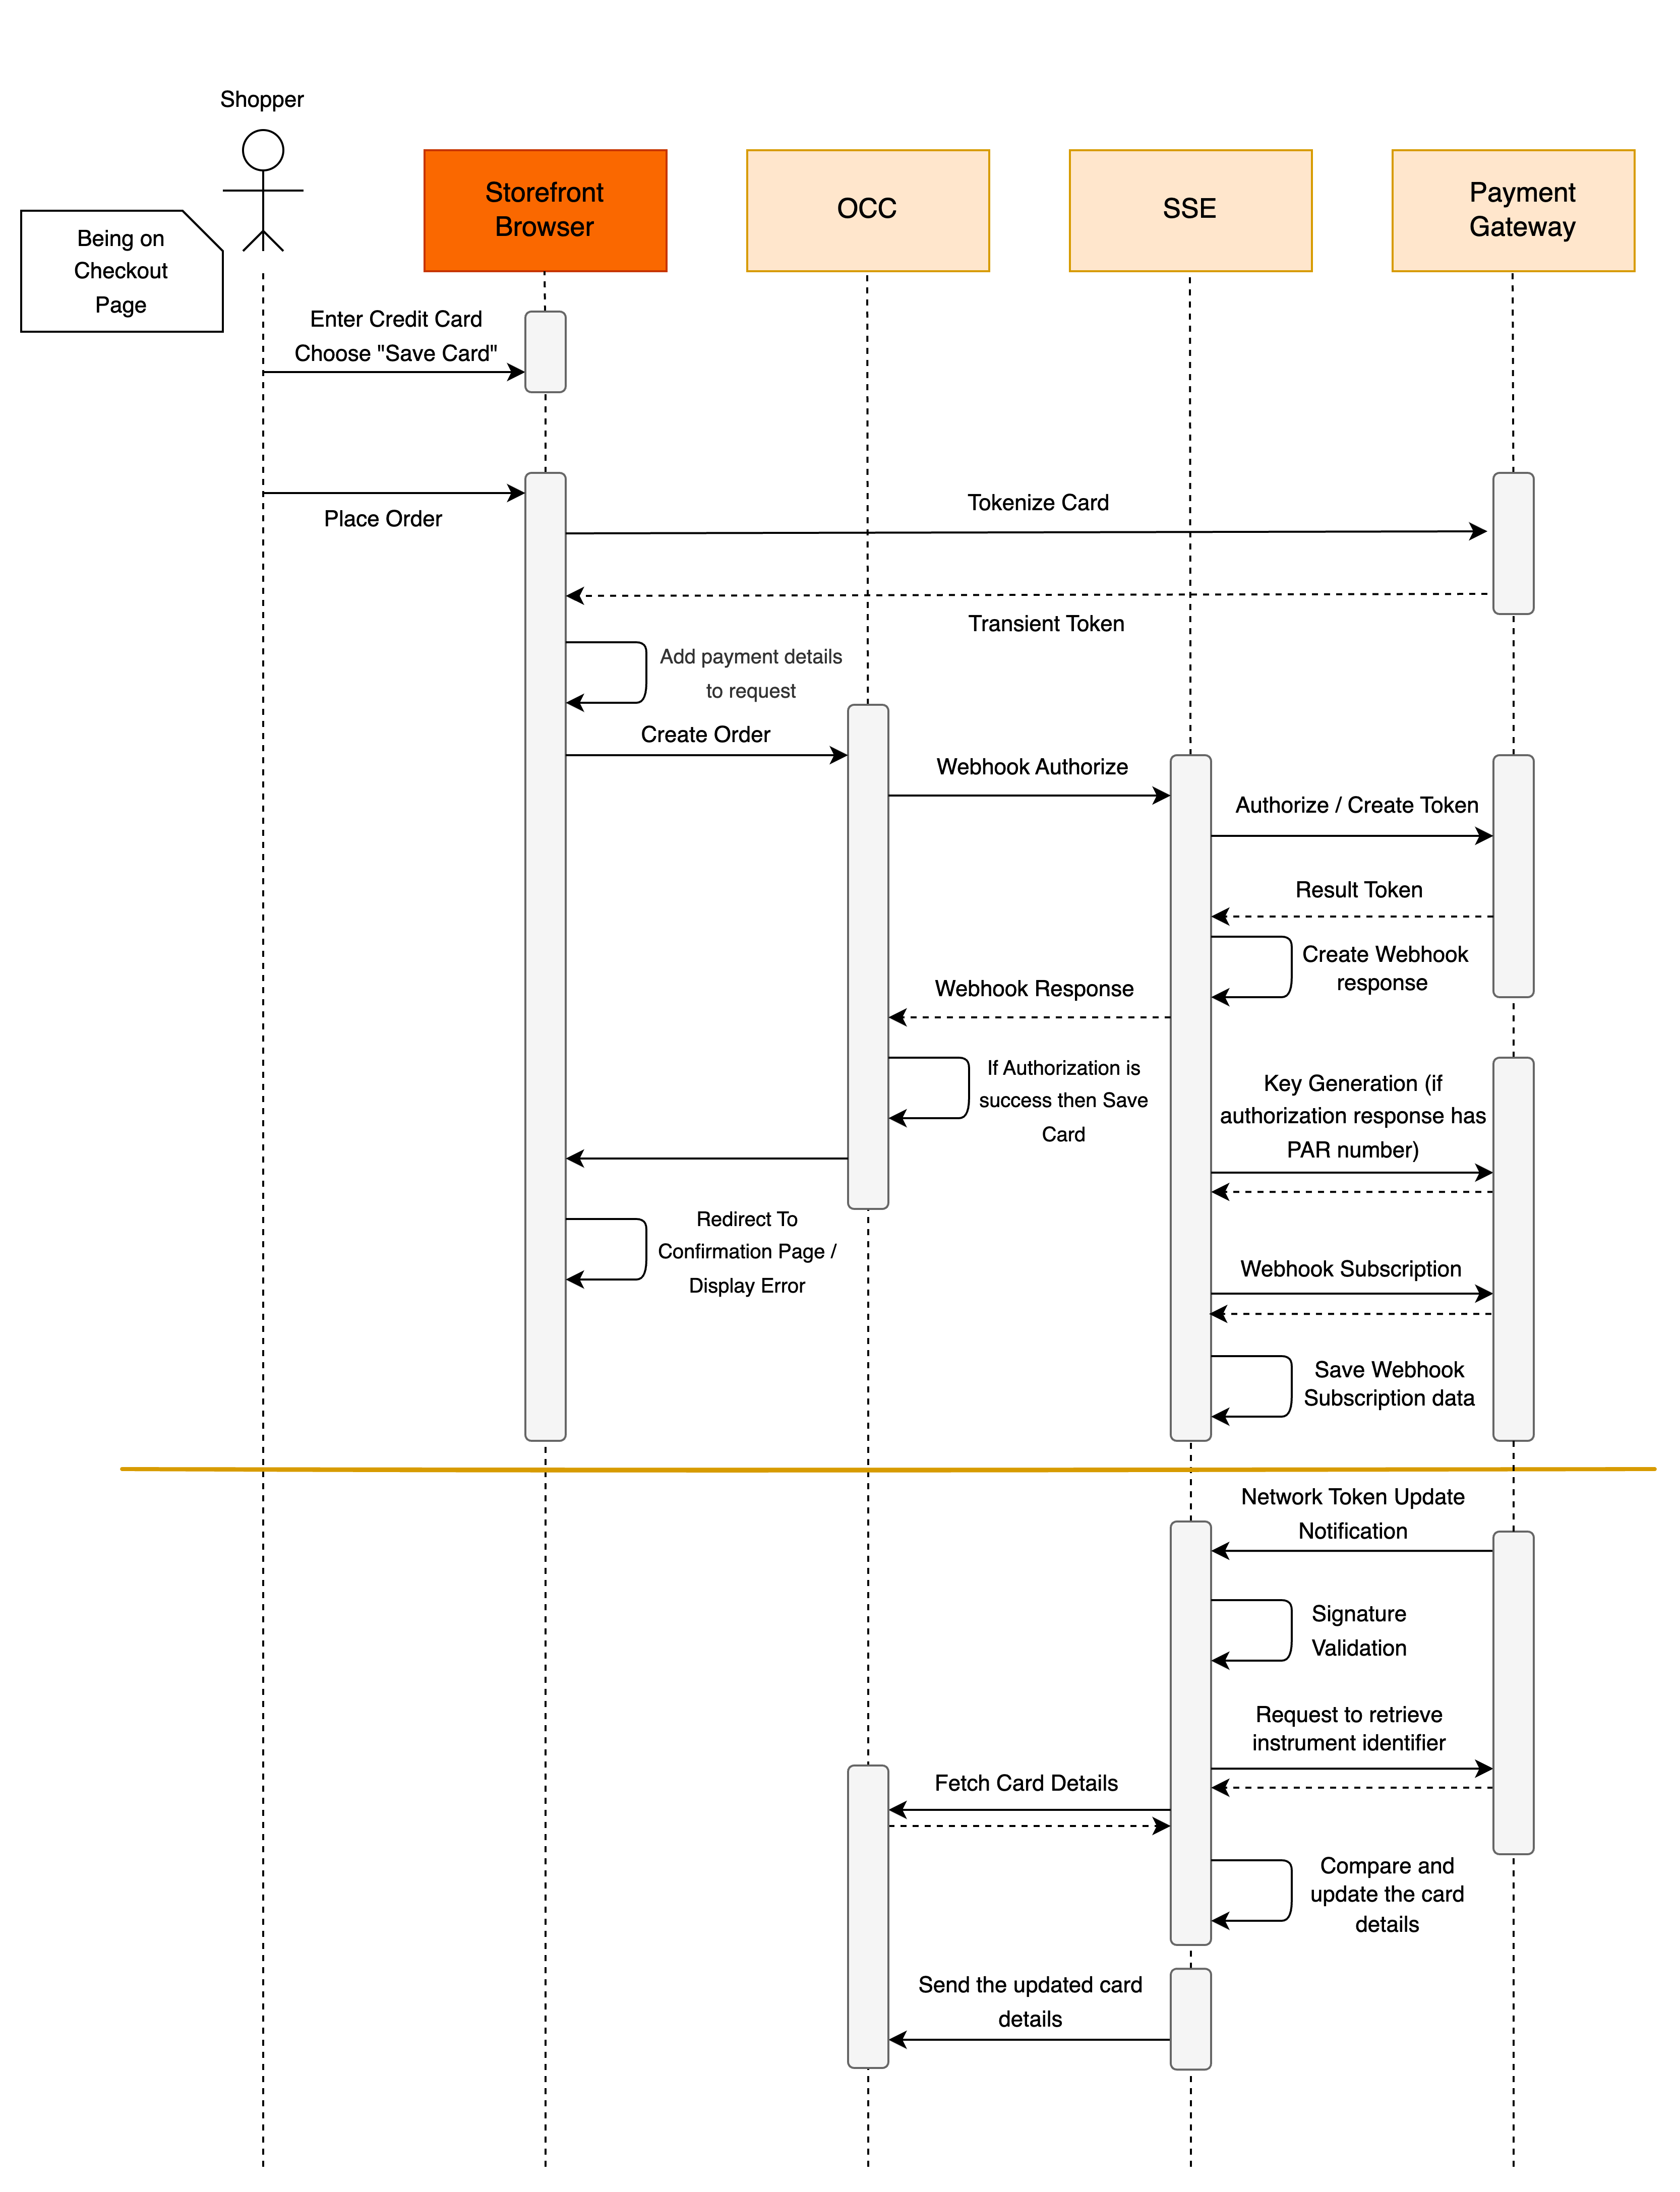 Shopper
Storefront
Browser
OCC
SSE
Payment
Gateway
Being on
Checkout
Page
Enter Credit Card
Choose "Save Card"
Place Order
Tokenize Card
Transient Token
Add payment details
to request
Create Order
Webhook Authorize
Authorize / Create Token
Result Token
Create Webhook
response
Webhook Response
If Authorization is
success then Save
Card
Key Generation (if
authorization response has
PAR number)
Redirect To
Confirmation Page /
Display Error
Webhook Subscription
Save Webhook
Subscription data
Network Token Update
Notification
Signature
Validation
Request to retrieve
instrument identifier
Fetch Card Details
Compare and
update the card
details
Send the updated card
details